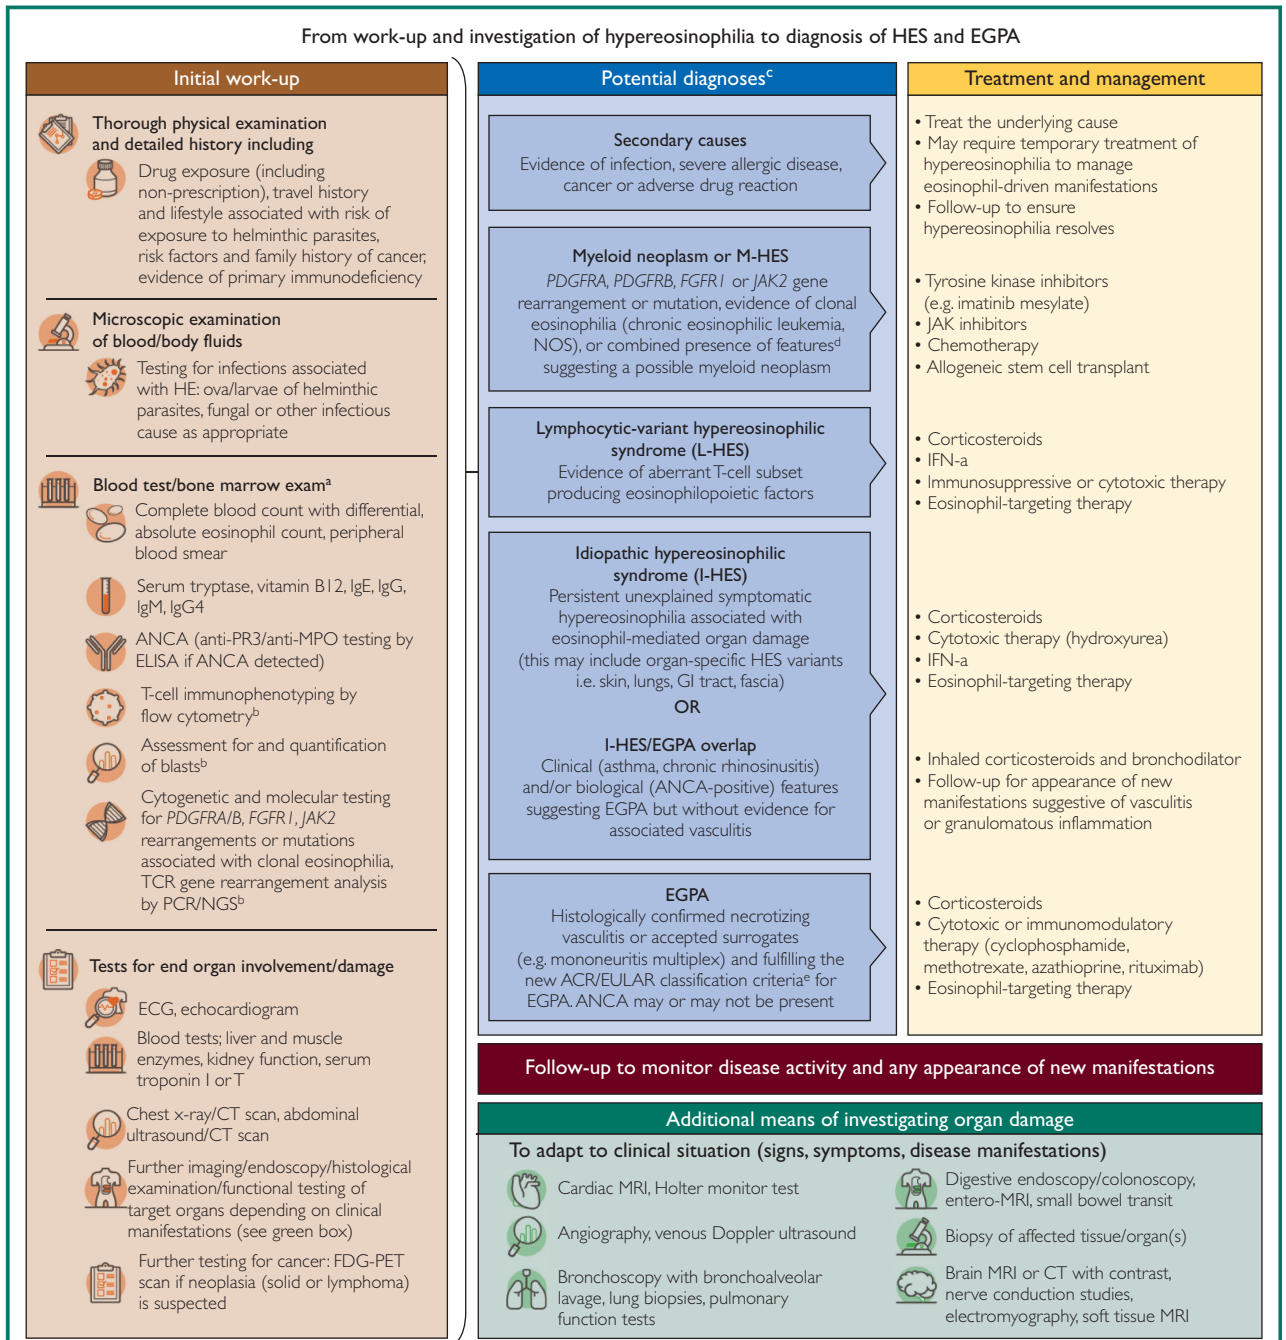 From work-up and investigation of hypereosinophilia to diagnosis of HES and EGPA
Initial work-up
Thorough physical examination
and detailed history including
Drug exposure (including
non-prescription), travel history
and lifestyle associated with risk of
exposure to helminthic parasites,
risk factors and family history of cancer,
evidence of primary immunodeficiency
Microscopic examination
of blood/body fluids
Testing for infections associated
with HE: ova/larvae of helminthic
parasites, fungal or other infectious
cause as appropriate
Blood test/bone marrow exam^a
Complete blood count with differential,
absolute eosinophil count, peripheral
blood smear
Serum tryptase, vitamin B12, IgE, IgG,
IgM, IgG4
ANCA (anti-PR3/anti-MPO testing by
ELISA if ANCA detected)
T-cell immunophenotyping by
flow cytometry^b
Assessment for and quantification
of blasts^b
Cytogenetic and molecular testing
for PDGFRA/B, FGFR1, JAK2
rearrangements or mutations
associated with clonal eosinophilia,
TCR gene rearrangement analysis
by PCR/NGS^b
Tests for end organ involvement/damage
ECG, echocardiogram
Blood tests; liver and muscle
enzymes, kidney function, serum
troponin I or T
Chest x-ray/CT scan, abdominal
ultrasound/CT scan
Further imaging/endoscopy/histological
examination/functional testing of
target organs depending on clinical
manifestations (see green box)
Further testing for cancer: FDG-PET
scan if neoplasia (solid or lymphoma)
is suspected
Potential diagnoses^c
Secondary causes
Evidence of infection, severe allergic disease,
cancer or adverse drug reaction
Myeloid neoplasm or M-HES
PDGFRA, PDGFRB, FGFR1 or JAK2 gene
rearrangement or mutation, evidence of clonal
eosinophilia (chronic eosinophilic leukemia,
NOS), or combined presence of features^d
suggesting a possible myeloid neoplasm
Lymphocytic-variant hypereosinophilic
syndrome (L-HES)
Evidence of aberrant T-cell subset
producing eosinophilopoietic factors
Idiopathic hypereosinophilic
syndrome (I-HES)
Persistent unexplained symptomatic
hypereosinophilia associated with
eosinophil-mediated organ damage
(this may include organ-specific HES variants
i.e. skin, lungs, GI tract, fascia)
OR
I-HES/EGPA overlap
Clinical (asthma, chronic rhinosinusitis)
and/or biological (ANCA-positive) features
suggesting EGPA but without evidence for
associated vasculitis
EGPA
Histologically confirmed necrotizing
vasculitis or accepted surrogates
(e.g. mononeuritis multiplex) and fulfilling the
new ACR/EULAR classification criteria^e for
EGPA. ANCA may or may not be present
Treatment and management
• Treat the underlying cause
• May require temporary treatment of
hypereosinophilia to manage
eosinophil-driven manifestations
• Follow-up to ensure
hypereosinophilia resolves
• Tyrosine kinase inhibitors
(e.g. imatinib mesylate)
• JAK inhibitors
• Chemotherapy
• Allogeneic stem cell transplant
• Corticosteroids
• IFN-a
• Immunosuppressive or cytotoxic therapy
• Eosinophil-targeting therapy
• Corticosteroids
• Cytotoxic therapy (hydroxyurea)
• IFN-a
• Eosinophil-targeting therapy
• Inhaled corticosteroids and bronchodilator
• Follow-up for appearance of new
manifestations suggestive of vasculitis
or granulomatous inflammation
• Corticosteroids
• Cytotoxic or immunomodulatory
therapy (cyclophosphamide,
methotrexate, azathioprine, rituximab)
• Eosinophil-targeting therapy
Follow-up to monitor disease activity and any appearance of new manifestations
Additional means of investigating organ damage
To adapt to clinical situation (signs, symptoms, disease manifestations)
Cardiac MRI, Holter monitor test
Angiography, venous Doppler ultrasound
Bronchoscopy with bronchoalveolar
lavage, lung biopsies, pulmonary
function tests
Digestive endoscopy/colonoscopy,
entero-MRI, small bowel transit
Biopsy of affected tissue/organ(s)
Brain MRI or CT with contrast,
nerve conduction studies,
electromyography, soft tissue MRI